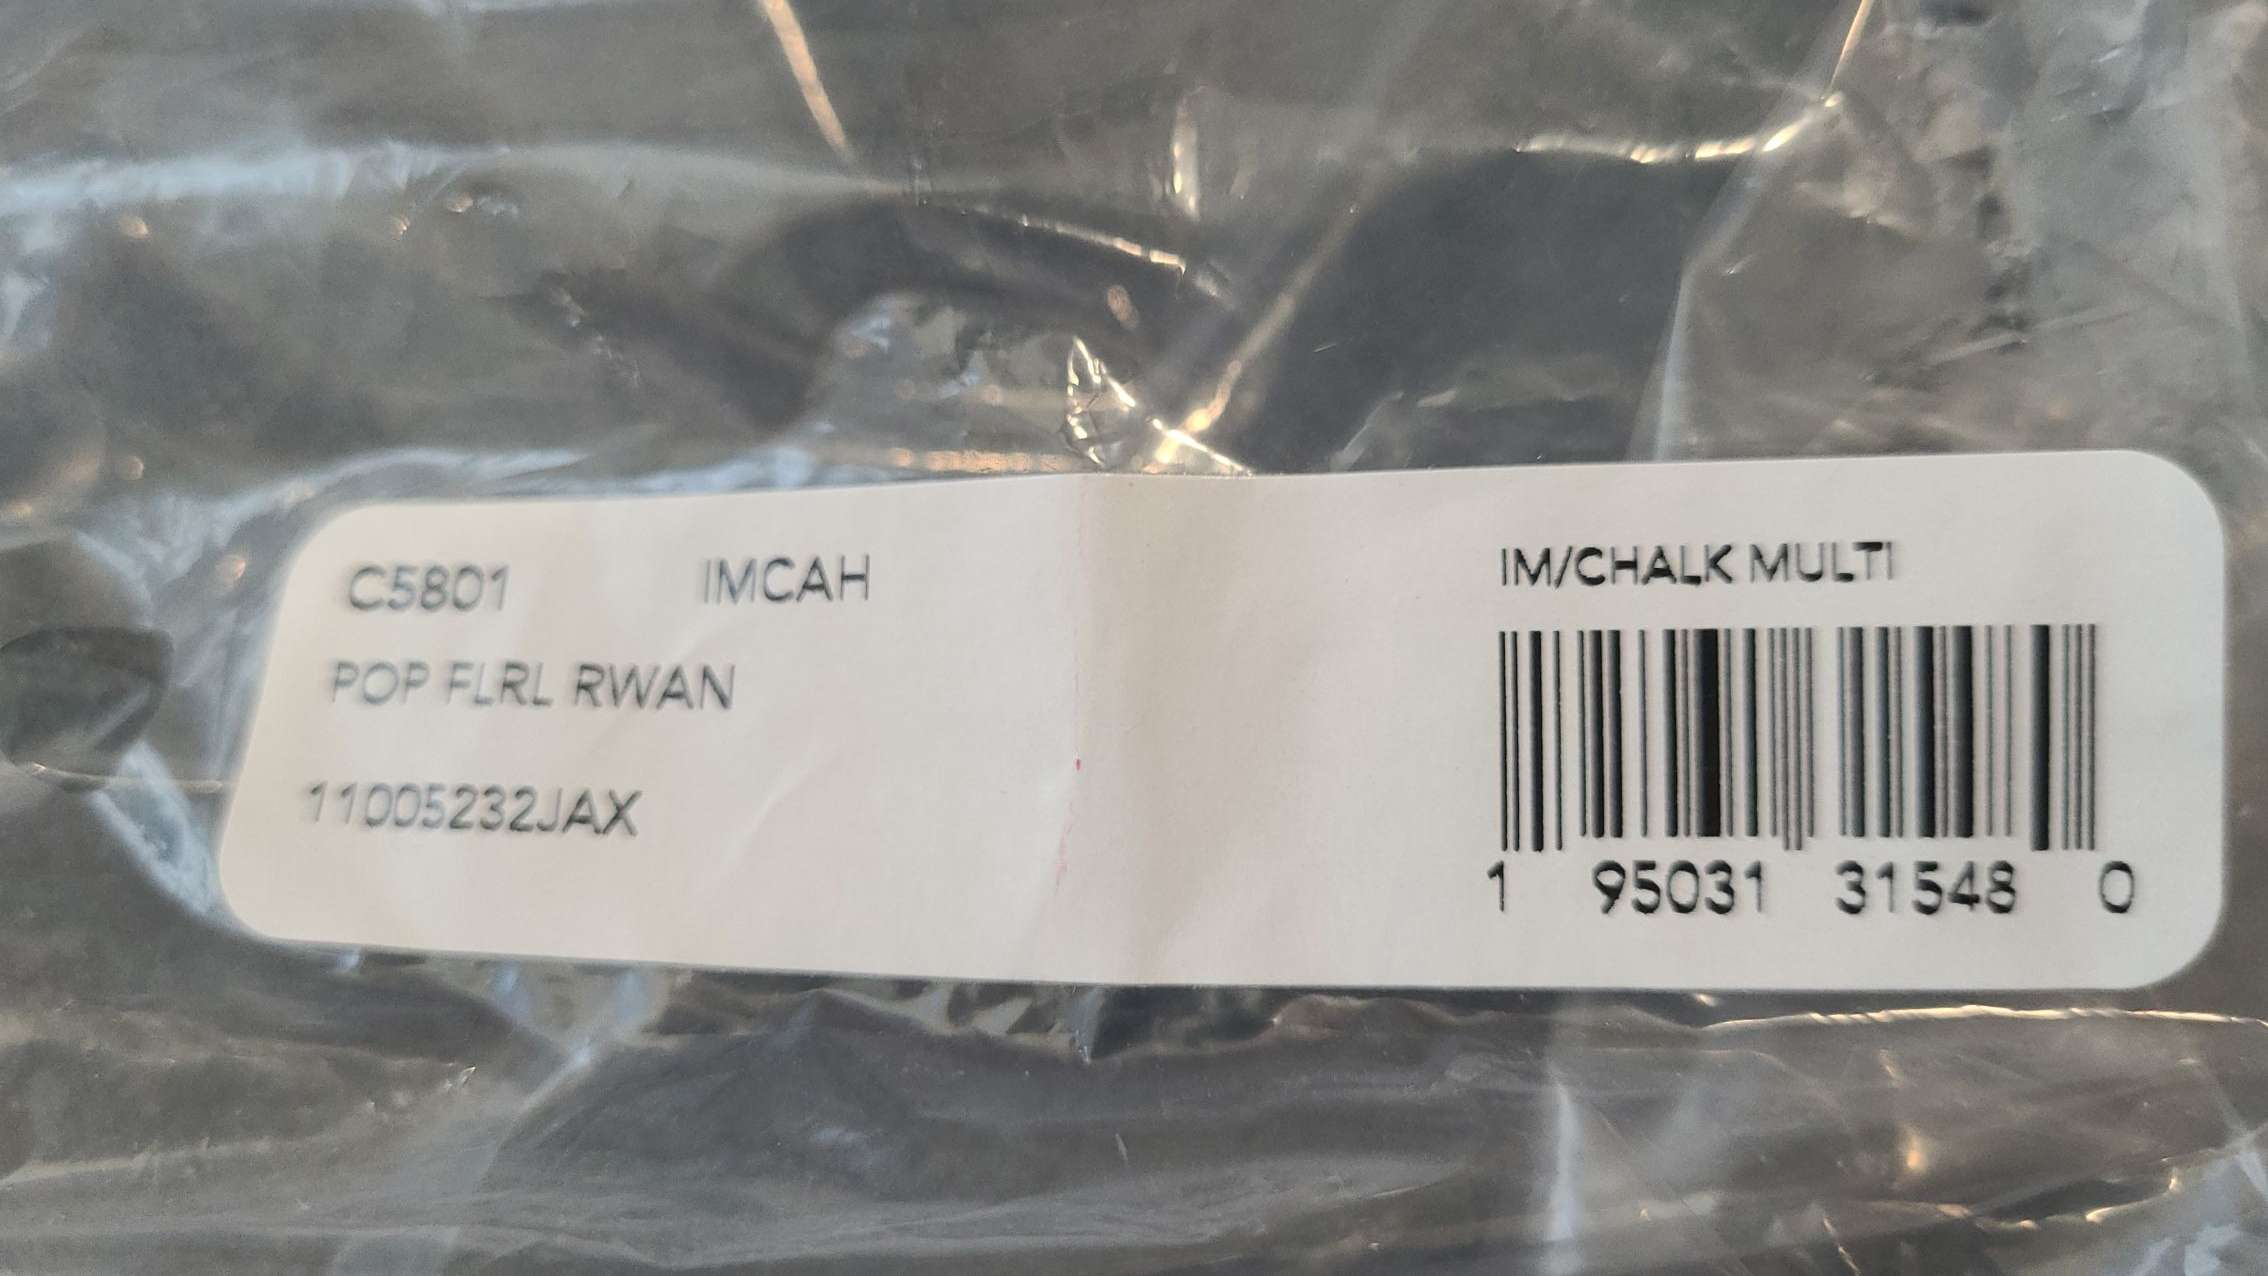 C5801 IMCAH
POP FLRL RWAN
11005232JAX
IM/CHALK MULTI
1 95031 31548 0